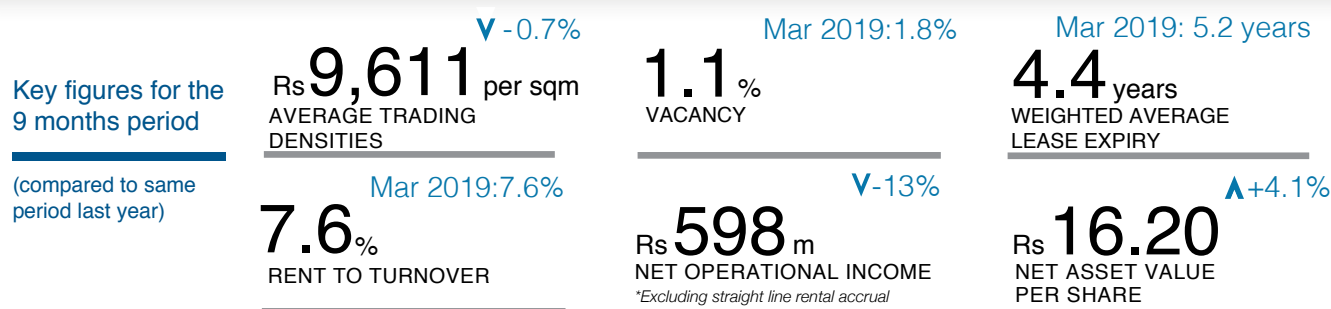 Key figures for the
9 months period
(compared to same
period last year)
V -0.7%
Rs 9,611 per sqm
AVERAGE TRADING
DENSITIES
Mar 2019:1.8%
1.1 %
VACANCY
Mar 2019: 5.2 years
4.4 years
WEIGHTED AVERAGE
LEASE EXPIRY
Mar 2019:7.6%
7.6%
RENT TO TURNOVER
V-13%
Rs 598 m
NET OPERATIONAL INCOME
*Excluding straight line rental accrual
Λ+4.1%
Rs 16.20
NET ASSET VALUE
PER SHARE